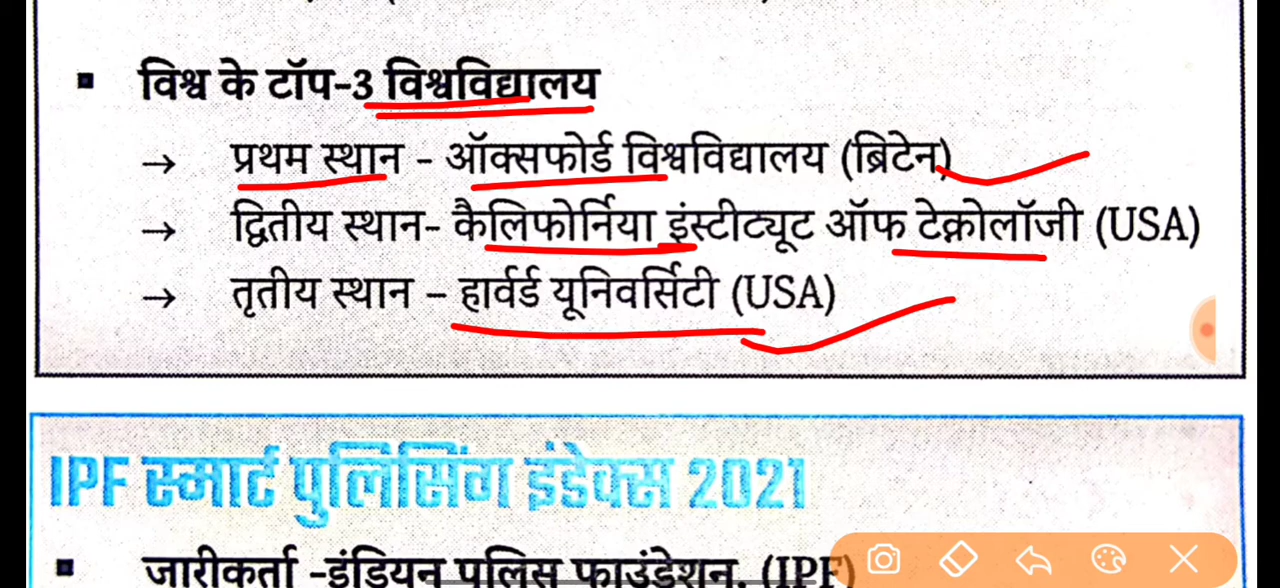 ▪ विश्व के टॉप-3 विश्वविद्यालय
→ प्रथम स्थान - ऑक्सफोर्ड विश्वविद्यालय (ब्रिटेन)
→ द्वितीय स्थान- कैलिफोर्निया इंस्टीट्यूट ऑफ टेक्नोलॉजी (USA)
→ तृतीय स्थान – हार्वर्ड यूनिवर्सिटी (USA)
IPF स्मार्ट पुलिसिंग इंडेक्स 2021
▪ जारीकर्ता -इंडियन पुलिस फाउंडेशन, (IPF)